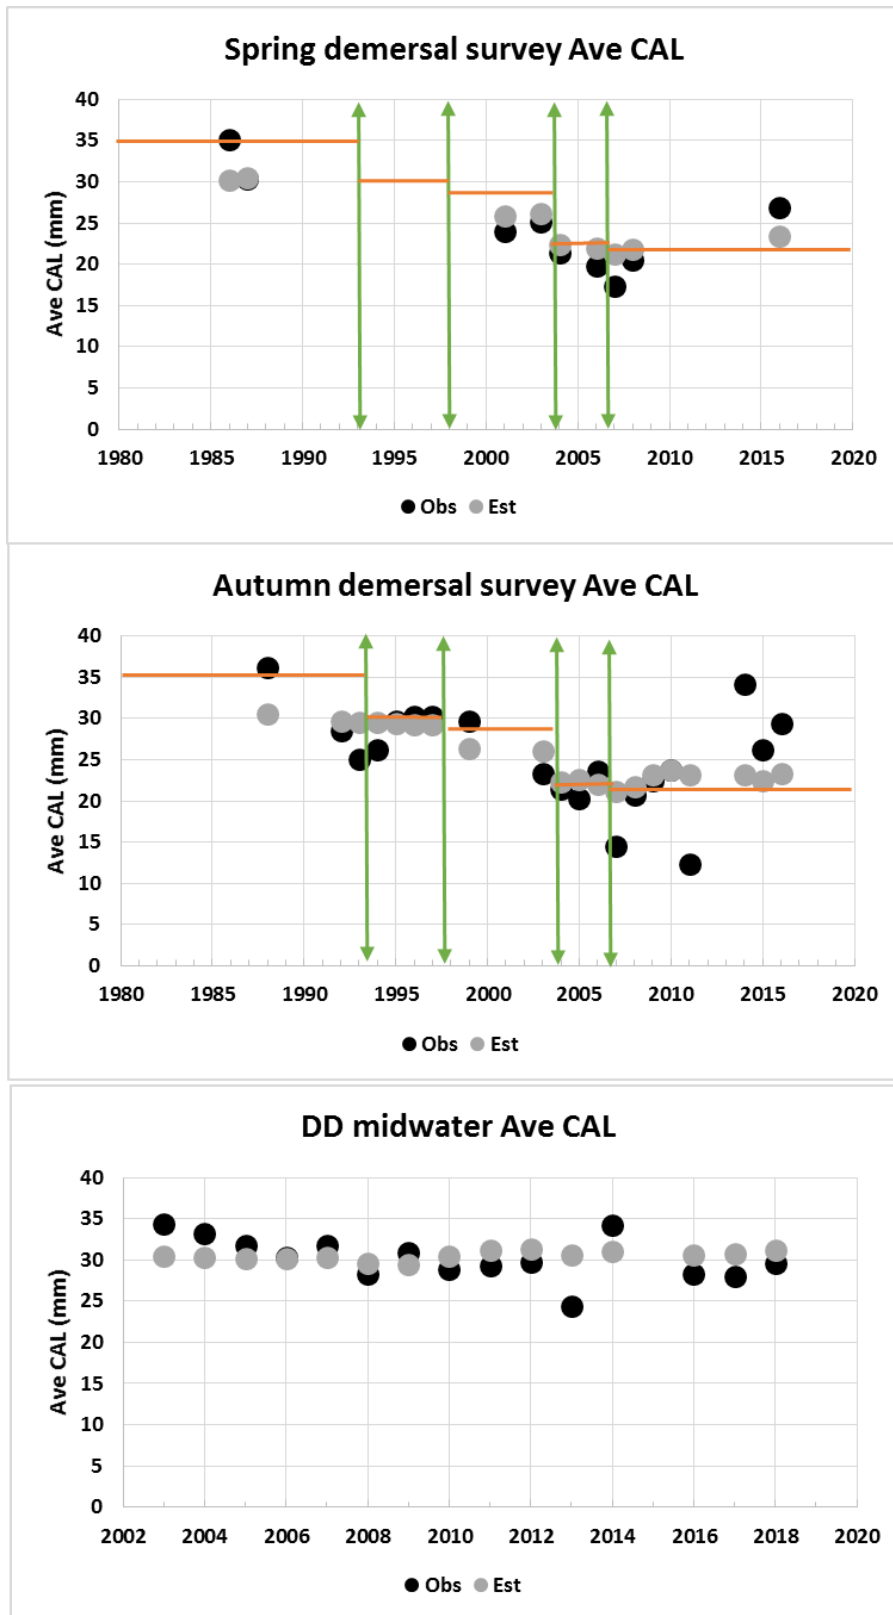 Spring demersal survey Ave CAL
40
35
30
25
20
15
10
5
0
Ave CAL (mm)
1980 1985 1990 1995 2000 2005 2010 2015 2020
Obs Est
Autumn demersal survey Ave CAL
40
35
30
25
20
15
10
5
0
Ave CAL (mm)
1980 1985 1990 1995 2000 2005 2010 2015 2020
Obs Est
DD midwater Ave CAL
40
35
30
25
20
15
10
5
0
Ave CAL (mm)
2002 2004 2006 2008 2010 2012 2014 2016 2018 2020
Obs Est